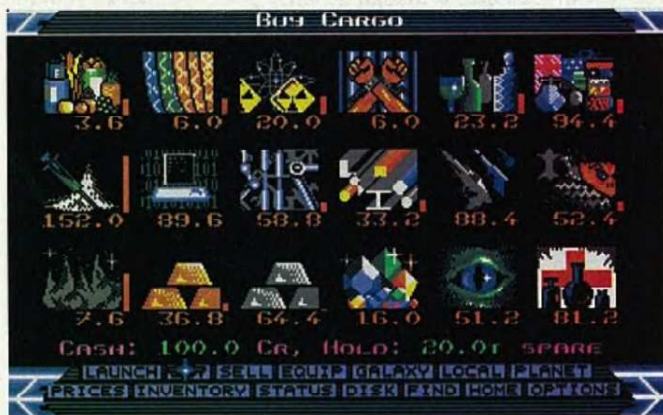 Buy Cargo
3.6 6.0 20.0 6.0 23.2 94.4
152.0 89.6 58.8 33.2 88.4 52.4
7.6 36.8 64.4 16.0 51.2 81.2
Cash: 100.0 Cr, Hold: 20.0t spare
LAUNCH SELL EQUIP GALAXY LOCAL PLANET
PRICES INVENTORY STATUS DISK FIND HOME OPTIONS